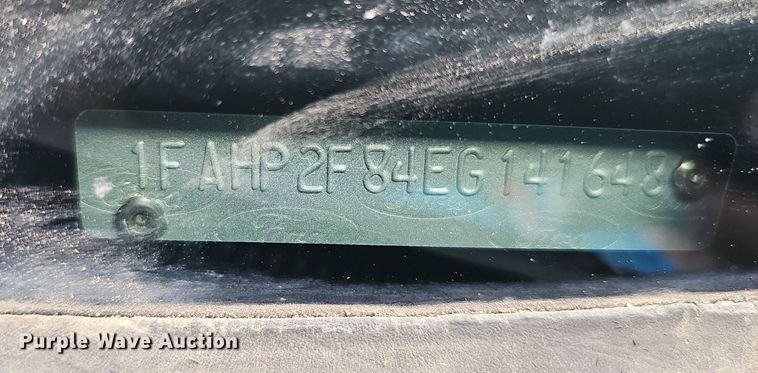 1FAHP2F84EG141648
Purple Wave Auction